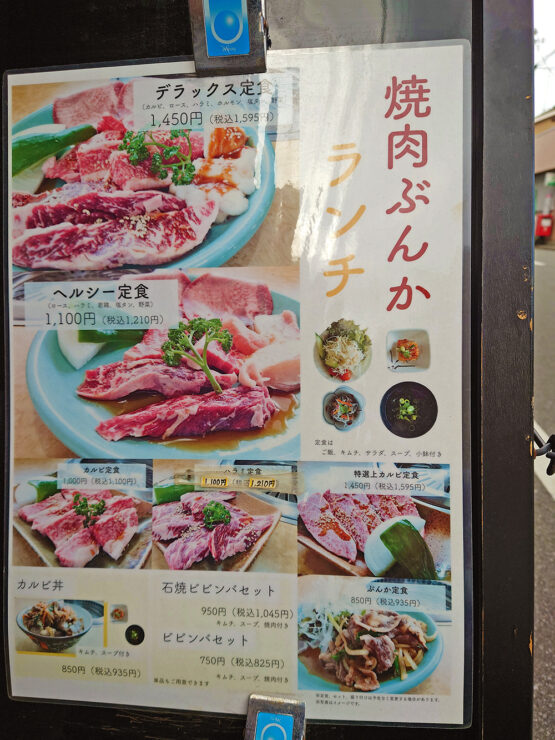 焼肉ぶんか
ランチ
デラックス定食
(カルビ、ロース、ハラミ、ホルモン、塩タン、野菜)
1,450円(税込1,595円)
ヘルシー定食
(ロース、ハラミ、若鶏、塩タン、野菜)
1,100円(税込1,210円)
定食は
ご飯、キムチ、サラダ、スープ、小鉢付き
カルビ定食
1,000円(税込1,100円)
ハラミ定食
1,100円(税込1,210円)
特選上カルビ定食
1,450円(税込1,595円)
カルビ丼
キムチ、スープ付き
850円(税込935円)
石焼ビビンバセット
950円(税込1,045円)
キムチ、スープ、焼肉付き
ビビンバセット
750円(税込825円)
キムチ、スープ、焼肉付き
単品もご用意できます
ぶんか定食
850円(税込935円)
※写真はイメージです。